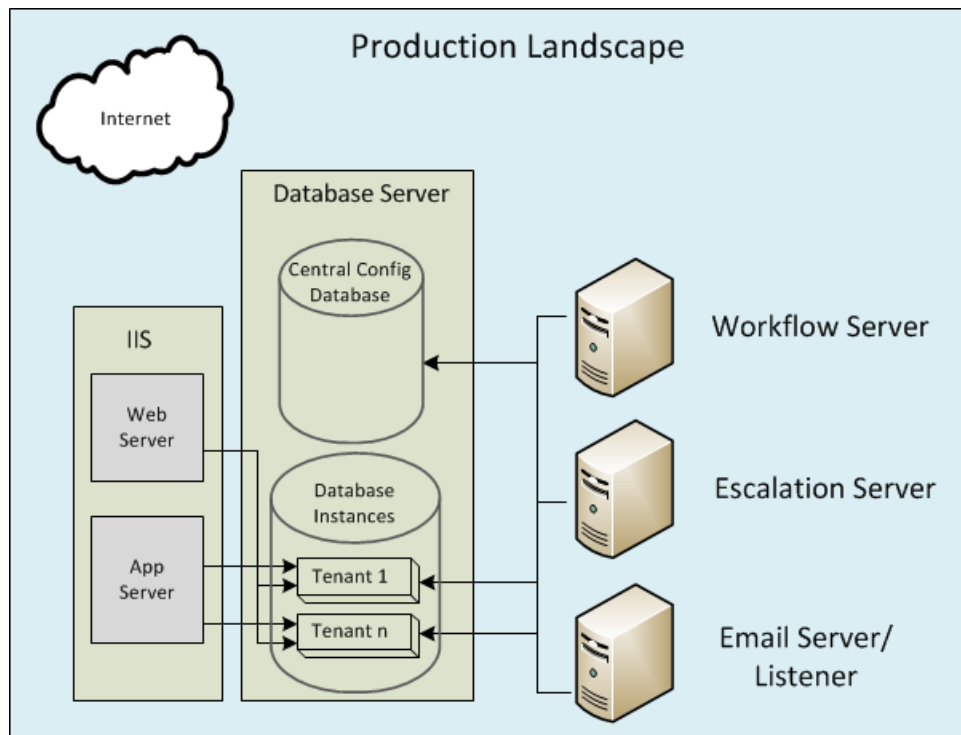 Production Landscape
Internet
Database Server
Central Config
Database
Workflow Server
IIS
Web
Server
Database
Instances
Escalation Server
App
Server
Tenant 1
Tenant n
Email Server/
Listener